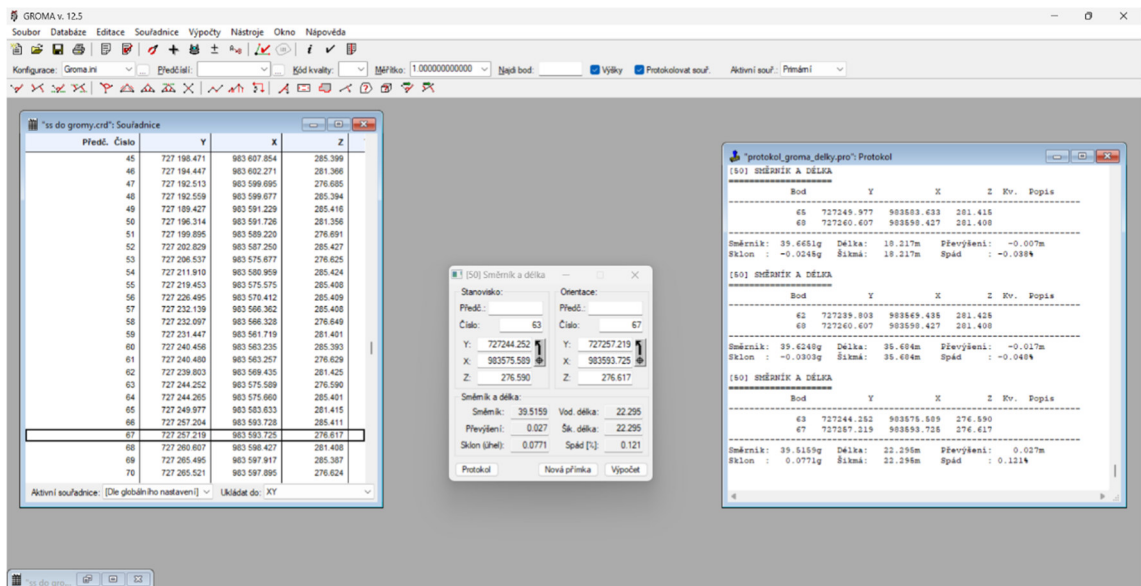 GROMA v. 12.5
Soubor Databáze Editace Souřadnice Výpočty Nástroje Okno Nápověda
Konfigurace: Groma.ini Předčíslí: Kód kvality: Měřítko: 1.000000000000 Najdi bod: Výšky Protokolovat souř. Aktivní souř.: Primární
"ss do gromy.crd": Souřadnice
Předč. Číslo Y X Z
45 727 198.471 983 607.854 285.399
46 727 194.447 983 602.271 281.366
47 727 192.513 983 599.695 276.685
48 727 192.559 983 599.677 285.394
49 727 189.427 983 591.229 285.416
50 727 196.314 983 591.726 281.356
51 727 199.895 983 589.220 276.691
52 727 202.829 983 587.250 285.427
53 727 206.537 983 575.677 276.625
54 727 211.910 983 580.959 285.424
55 727 219.453 983 575.575 285.408
56 727 226.495 983 570.412 285.409
57 727 232.139 983 566.362 285.408
58 727 232.097 983 566.328 276.649
59 727 231.447 983 561.719 281.401
60 727 240.456 983 563.235 285.393
61 727 240.480 983 563.257 276.629
62 727 239.803 983 569.435 281.425
63 727 244.252 983 575.589 276.590
64 727 244.265 983 575.660 285.401
65 727 249.977 983 583.633 281.415
66 727 257.204 983 593.728 285.411
67 727 257.219 983 593.725 276.617
68 727 260.607 983 598.427 281.408
69 727 265.495 983 597.917 285.387
70 727 265.521 983 597.895 276.624
Aktivní souřadnice: [Dle globálního nastavení] Ukládat do: XY
[50] Směrník a délka
Stanovisko: Orientace:
Předč.: Předč.:
Číslo: 63 Číslo: 67
Y: 727244.252 Y: 727257.219
X: 983575.589 X: 983593.725
Z: 276.590 Z: 276.617
Směrník a délka:
Směrník: 39.5159 Vod. délka: 22.295
Převýšení: 0.027 Šik. délka: 22.295
Sklon (úhel): 0.0771 Spád [%]: 0.121
Protokol Nová přímka Výpočet
"protokol_groma_delky.pro": Protokol
[50] SMĚRNÍK A DÉLKA
====================
Bod Y X Z Kv. Popis
65 727249.977 983583.633 281.415
68 727260.607 983598.427 281.408
Směrník: 39.6651g Délka: 18.217m Převýšení: -0.007m
Sklon : -0.0245g Šikmá: 18.217m Spád : -0.038%
[50] SMĚRNÍK A DÉLKA
====================
Bod Y X Z Kv. Popis
62 727239.803 983569.435 281.425
68 727260.607 983598.427 281.408
Směrník: 39.6248g Délka: 35.684m Převýšení: -0.017m
Sklon : -0.0303g Šikmá: 35.684m Spád : -0.048%
[50] SMĚRNÍK A DÉLKA
====================
Bod Y X Z Kv. Popis
63 727244.252 983575.589 276.590
67 727257.219 983593.725 276.617
Směrník: 39.5159g Délka: 22.295m Převýšení: 0.027m
Sklon : 0.0771g Šikmá: 22.295m Spád : 0.121%
"ss do gro...